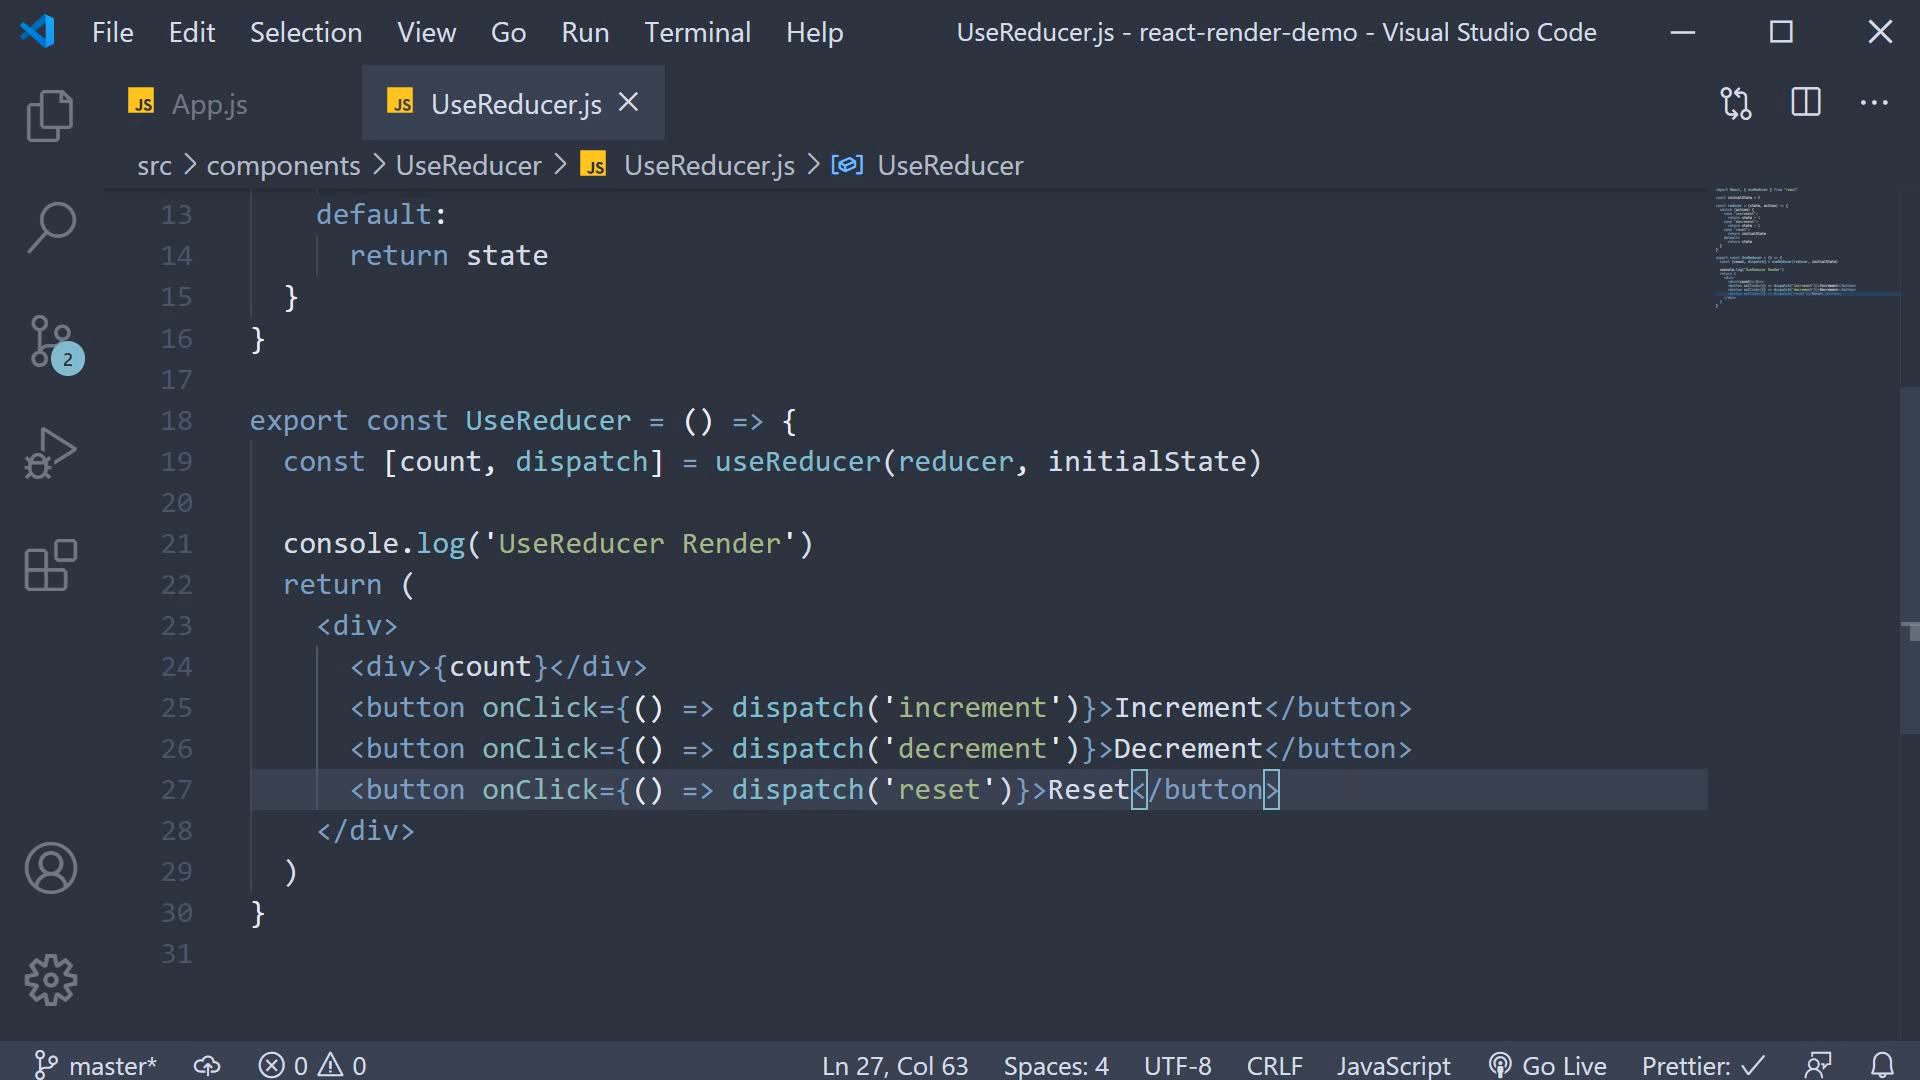 File Edit Selection View Go Run Terminal Help UseReducer.js - react-render-demo - Visual Studio Code
JS App.js JS UseReducer.js
src > components > UseReducer > JS UseReducer.js > UseReducer
13 default:
14 return state
15 }
16 }
17
18 export const UseReducer = () => {
19 const [count, dispatch] = useReducer(reducer, initialState)
20
21 console.log('UseReducer Render')
22 return (
23 <div>
24 <div>{count}</div>
25 <button onClick={() => dispatch('increment')}>Increment</button>
26 <button onClick={() => dispatch('decrement')}>Decrement</button>
27 <button onClick={() => dispatch('reset')}>Reset</button>
28 </div>
29 )
30 }
31
2
master* 0 0 Ln 27, Col 63 Spaces: 4 UTF-8 CRLF JavaScript Go Live Prettier: ✓